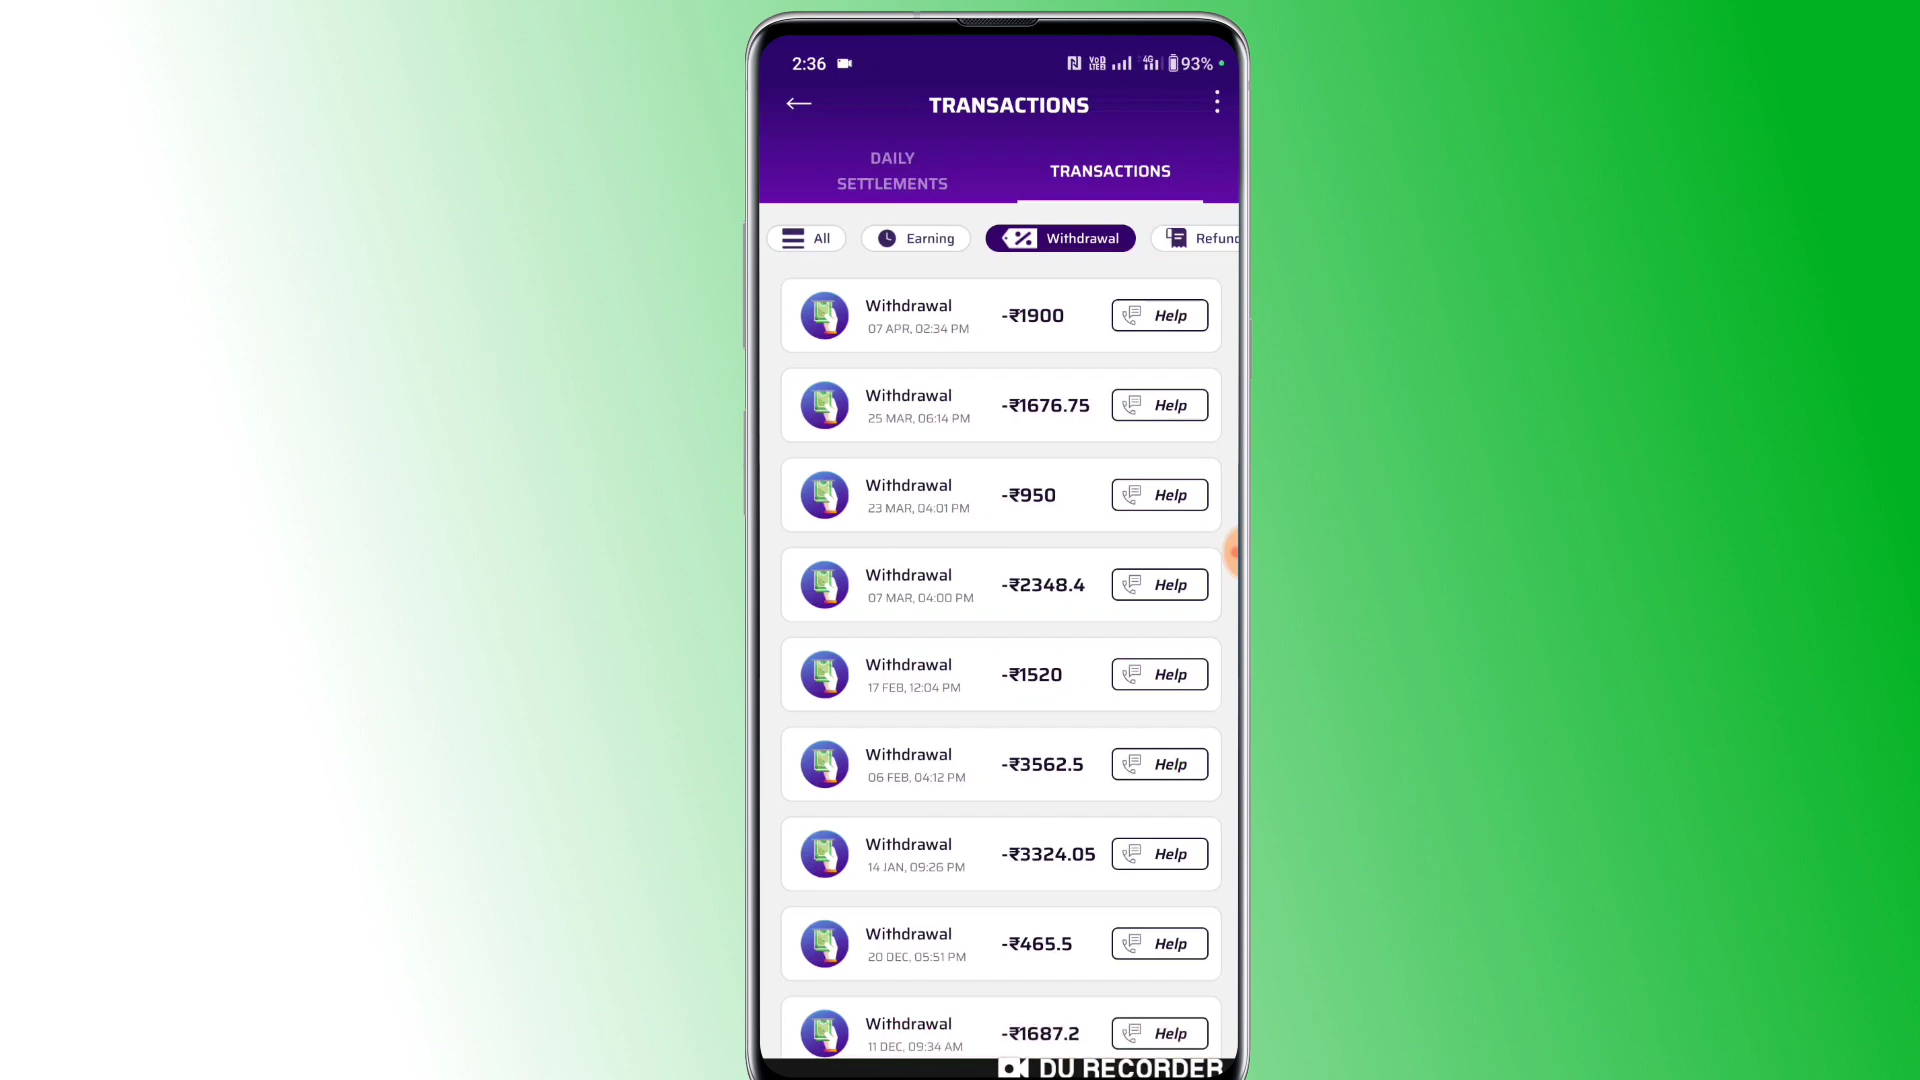 2:36
4G
93%
TRANSACTIONS
DAILY
SETTLEMENTS
TRANSACTIONS
All
Earning
Withdrawal
Refund
Withdrawal
-₹1900
Help
07 APR, 02:34 PM
Withdrawal
-₹1676.75
Help
25 MAR, 06:14 PM
Withdrawal
-₹950
Help
23 MAR, 04:01 PM
Withdrawal
-₹2348.4
Help
07 MAR, 04:00 PM
Withdrawal
-₹1520
Help
17 FEB, 12:04 PM
Withdrawal
-₹3562.5
Help
06 FEB, 04:12 PM
Withdrawal
-₹3324.05
Help
14 JAN, 09:26 PM
Withdrawal
-₹465.5
Help
20 DEC, 05:51 PM
Withdrawal
-₹1687.2
Help
11 DEC, 09:34 AM
DU RECORDER